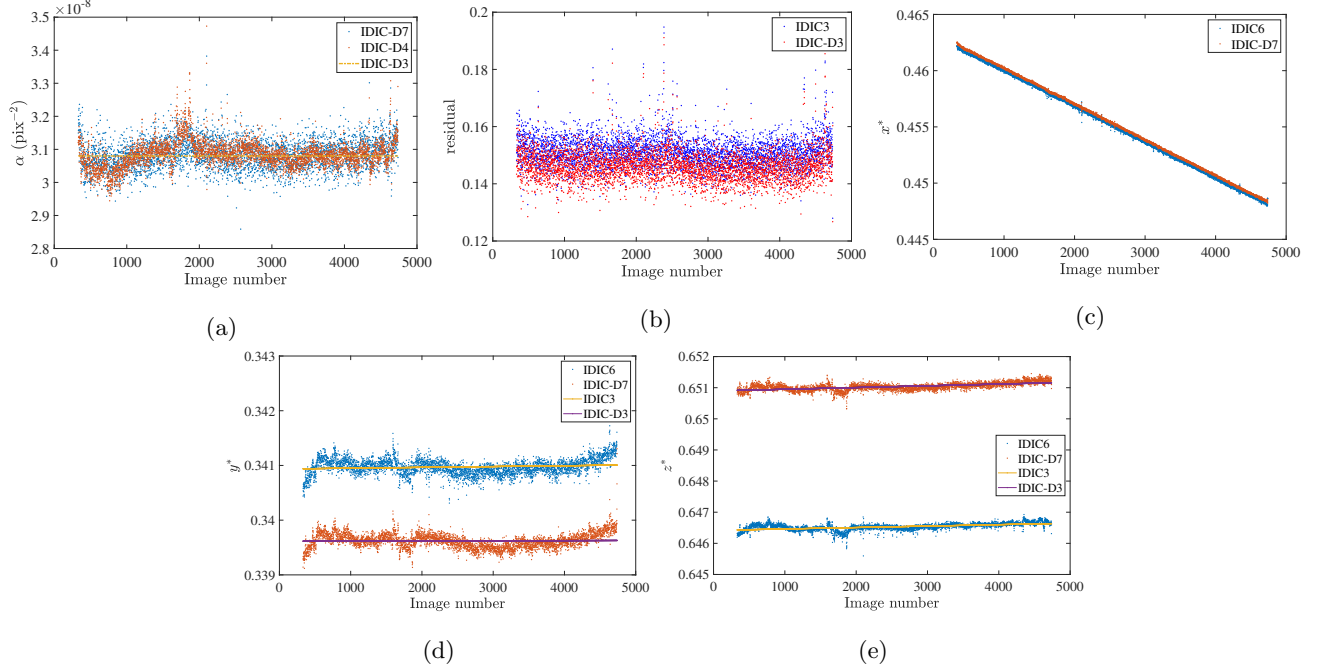 ×10⁻⁸
3.5
3.4
3.3
3.2
3.1
3
2.9
2.8
α (pix⁻²)
IDIC-D7
IDIC-D4
IDIC-D3
0 1000 2000 3000 4000 5000
Image number
(a)
0.2
0.18
0.16
0.14
0.12
residual
IDIC3
IDIC-D3
0 1000 2000 3000 4000 5000
Image number
(b)
0.465
0.46
0.455
0.45
0.445
x*
IDIC6
IDIC-D7
0 1000 2000 3000 4000 5000
Image number
(c)
0.343
0.342
0.341
0.34
0.339
y*
IDIC6
IDIC-D7
IDIC3
IDIC-D3
0 1000 2000 3000 4000 5000
Image number
(d)
0.652
0.651
0.65
0.649
0.648
0.647
0.646
0.645
z*
IDIC6
IDIC-D7
IDIC3
IDIC-D3
0 1000 2000 3000 4000 5000
Image number
(e)